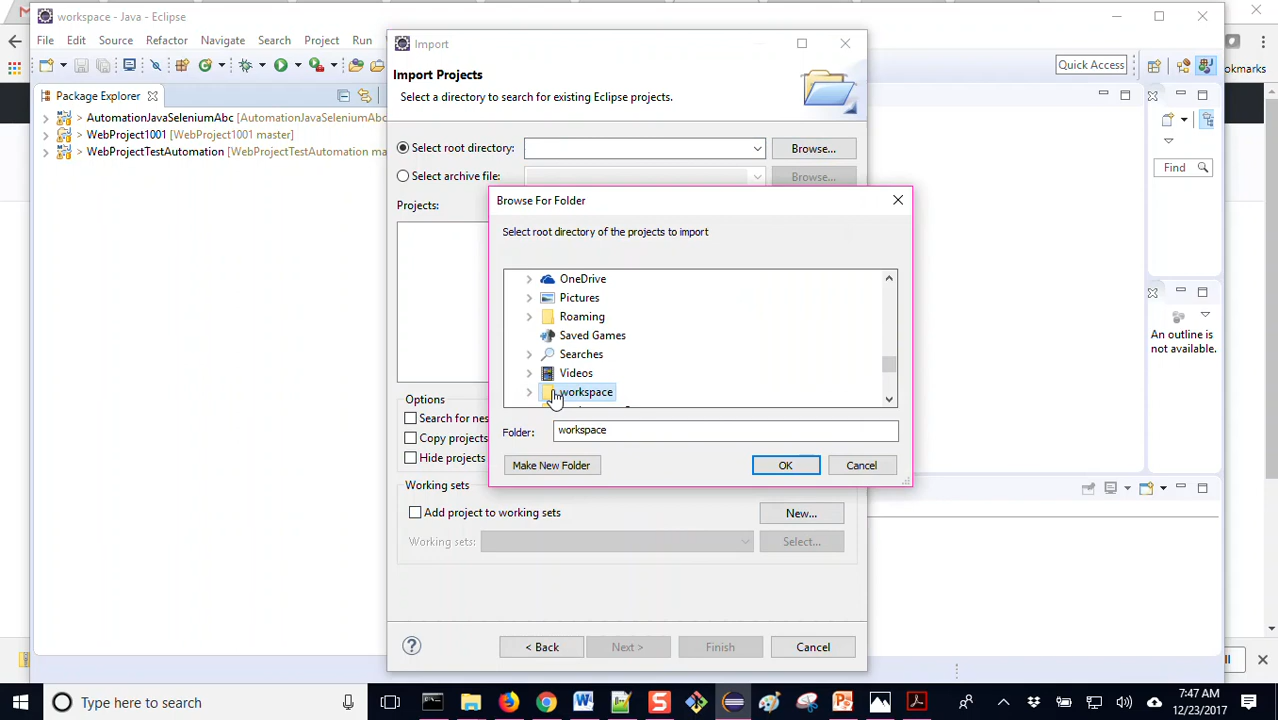 workspace - Java - Eclipse
File Edit Source Refactor Navigate Search Project Run
Quick Access
okmarks
Package Explorer
> AutomationJavaSeleniumAbc [AutomationJavaSeleniumAbc
> WebProject1001 [WebProject1001 master]
> WebProjectTestAutomation [WebProjectTestAutomation ma
Import
Import Projects
Select a directory to search for existing Eclipse projects.
Select root directory:
Browse...
Select archive file:
Browse...
Projects:
Browse For Folder
Select root directory of the projects to import
OneDrive
Pictures
Roaming
Saved Games
Searches
Videos
workspace
Folder: workspace
Make New Folder OK Cancel
Options
Search for nes
Copy projects
Hide projects
Working sets
Add project to working sets
New...
Working sets:
Select...
< Back Next > Finish Cancel
Find
An outline is
not available.
ll
Type here to search
7:47 AM
12/23/2017